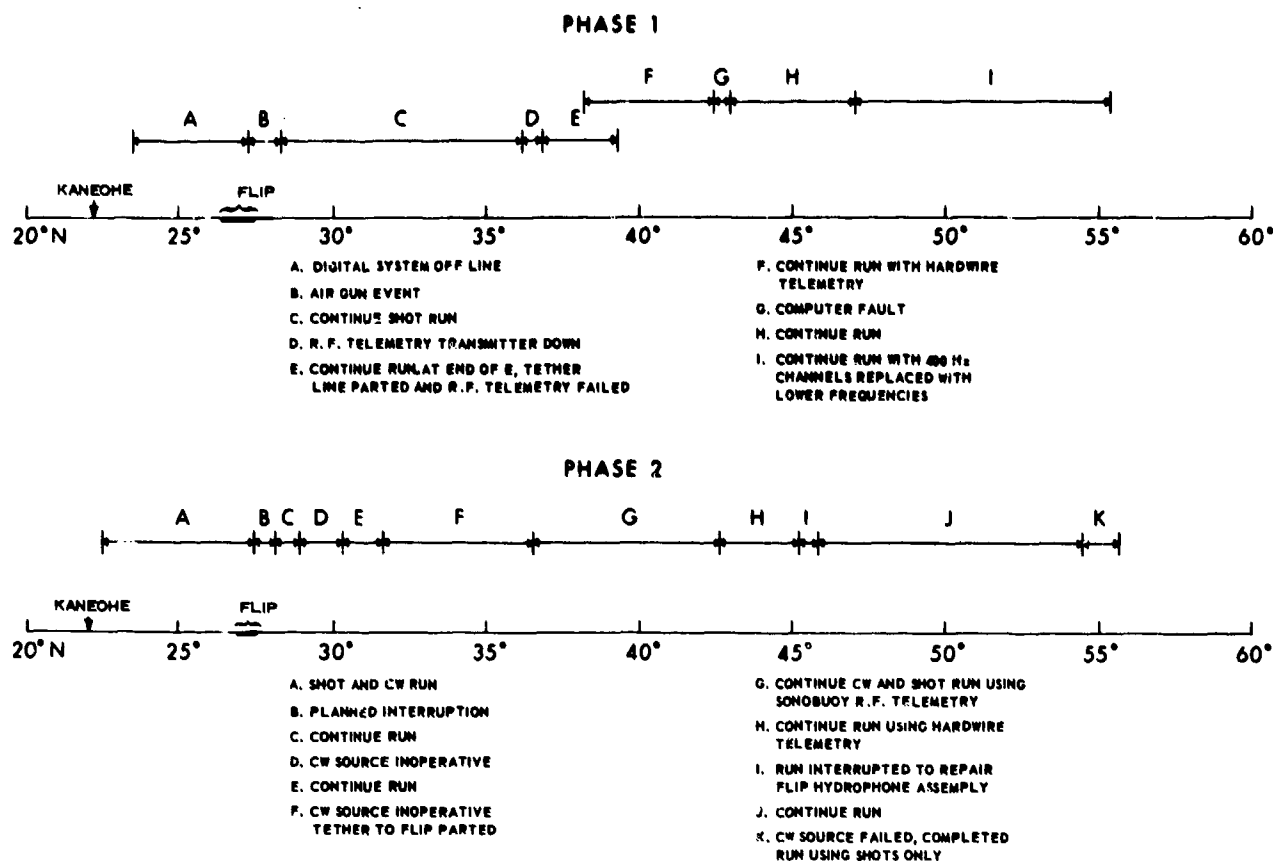 PHASE 1
F G H I
A B C D E
KANEOHE FLIP
20°N 25° 30° 35° 40° 45° 50° 55° 60°
A. DIGITAL SYSTEM OFF LINE
B. AIR GUN EVENT
C. CONTINUE SHOT RUN
D. R.F. TELEMETRY TRANSMITTER DOWN
E. CONTINUE RUN. AT END OF E, TETHER
LINE PARTED AND R.F. TELEMETRY FAILED
F. CONTINUE RUN WITH HARDWIRE
TELEMETRY
G. COMPUTER FAULT
H. CONTINUE RUN
I. CONTINUE RUN WITH 400 Hz
CHANNELS REPLACED WITH
LOWER FREQUENCIES
PHASE 2
A B C D E F G H I J K
KANEOHE FLIP
20°N 25° 30° 35° 40° 45° 50° 55° 60°
A. SHOT AND CW RUN
B. PLANNED INTERRUPTION
C. CONTINUE RUN
D. CW SOURCE INOPERATIVE
E. CONTINUE RUN
F. CW SOURCE INOPERATIVE
TETHER TO FLIP PARTED
G. CONTINUE CW AND SHOT RUN USING
SONOBUOY R.F. TELEMETRY
H. CONTINUE RUN USING HARDWIRE
TELEMETRY
I. RUN INTERRUPTED TO REPAIR
FLIP HYDROPHONE ASSEMBLY
J. CONTINUE RUN
K. CW SOURCE FAILED, COMPLETED
RUN USING SHOTS ONLY